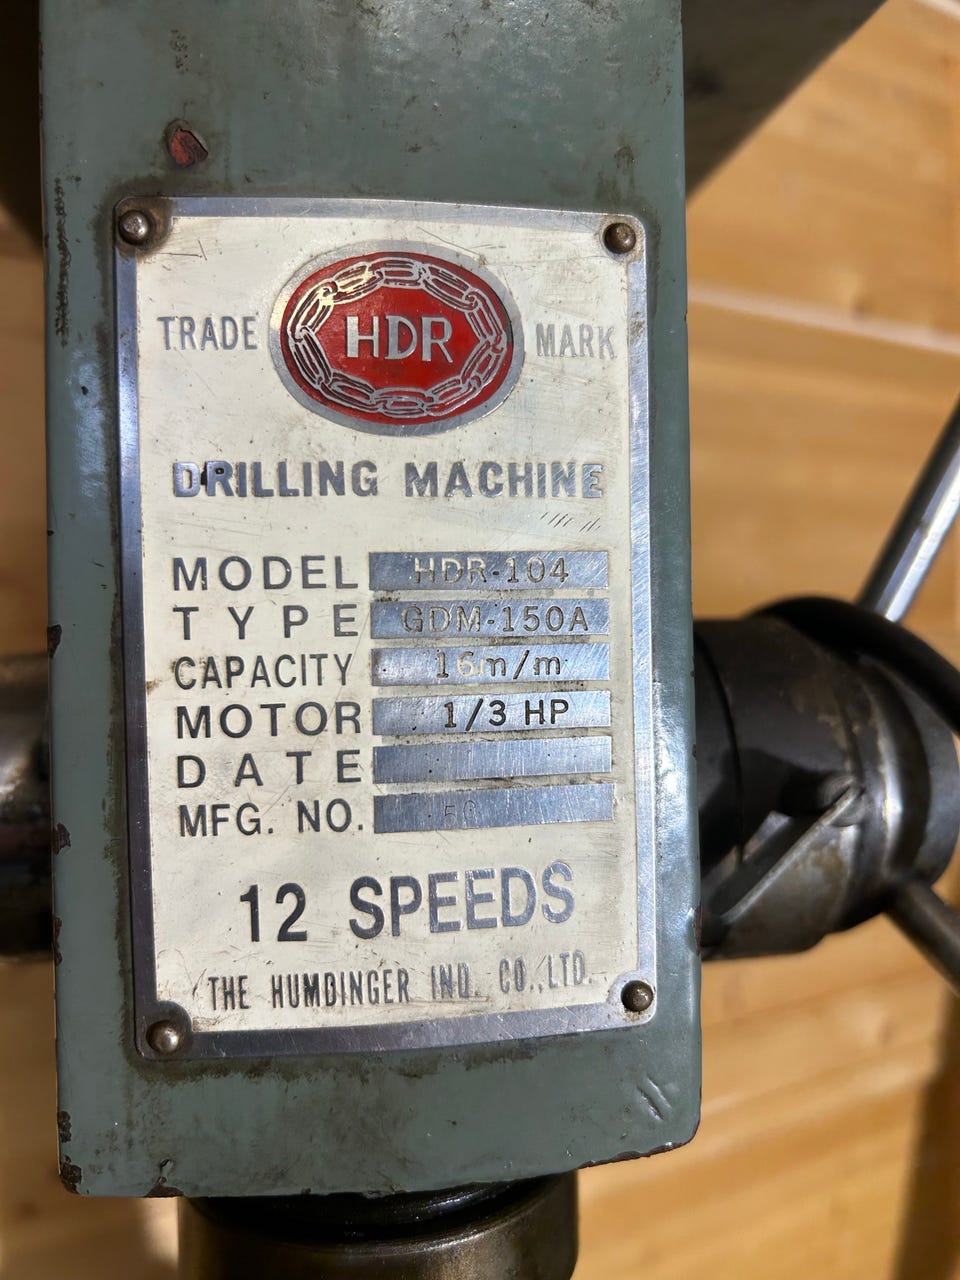 TRADE HDR MARK
DRILLING MACHINE
MODEL HDR-104
TYPE GDM-150A
CAPACITY 16m/m
MOTOR 1/3 HP
DATE
MFG. NO.
12 SPEEDS
THE HUMDINGER IND. CO.,LTD.